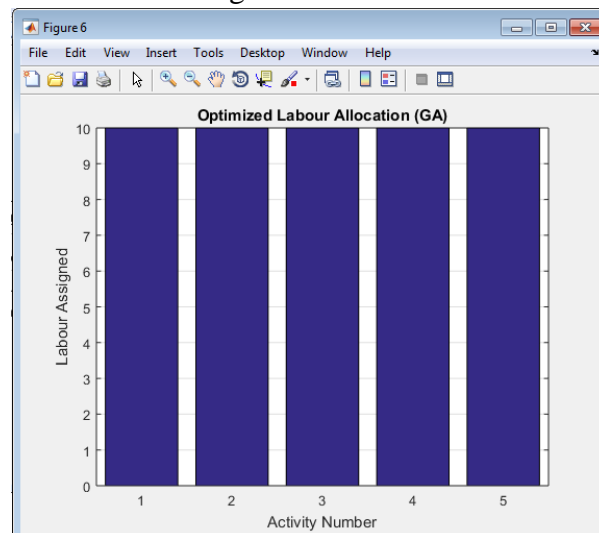 Figure 6
File Edit View Insert Tools Desktop Window Help
Optimized Labour Allocation (GA)
10
9
8
7
6
5
4
3
2
1
0
Labour Assigned
1 2 3 4 5
Activity Number